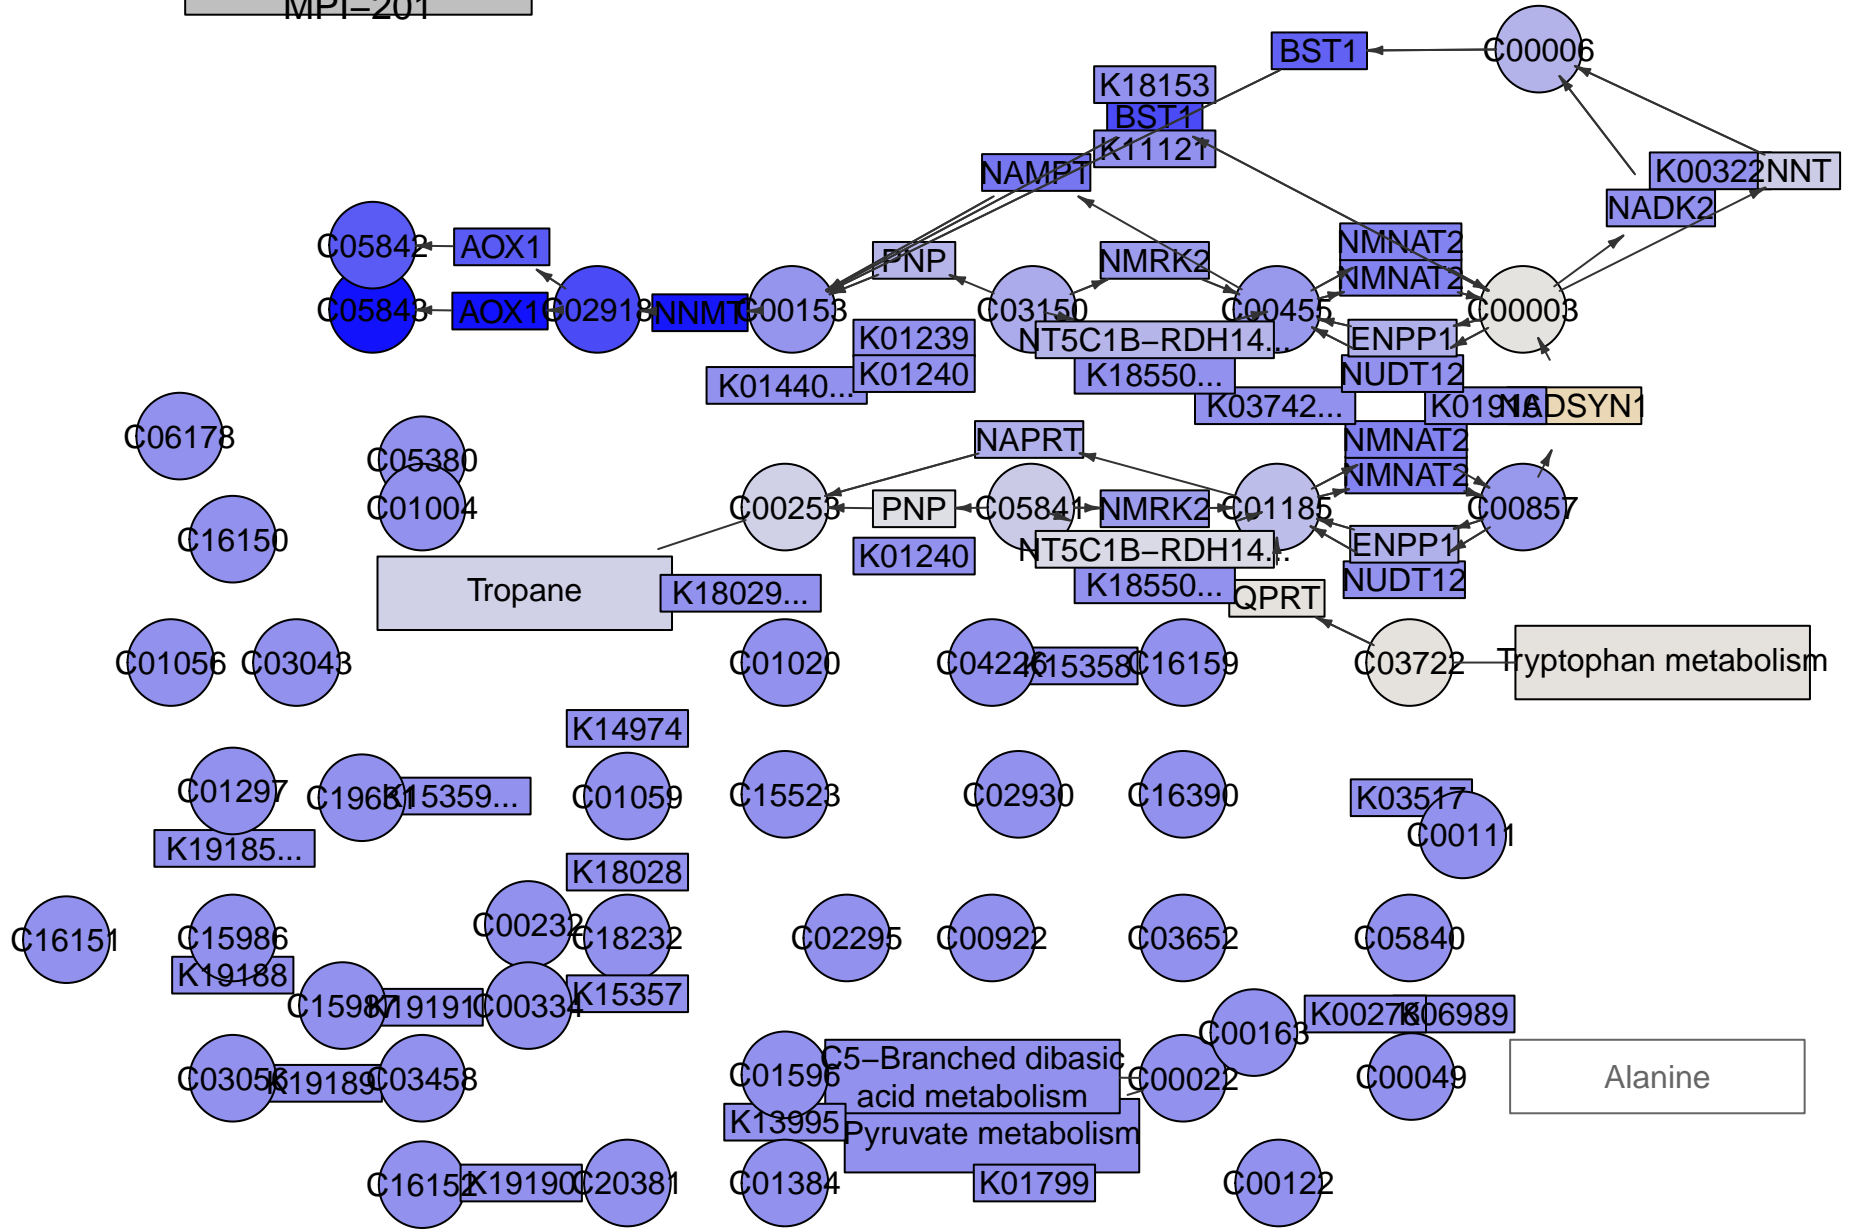 MPI−201
BST1
C00006
K18153
BST1
K11121
NAMPT
K00322
NNT
NADK2
C05842
AOX1
PNP
NMRK2
NMNAT2
NMNAT2
C05843
AOX1
C02918
NNMT
C00153
C03150
C00455
C00003
K01239
NT5C1B−RDH14...
ENPP1
K01240
K01440...
K18550...
NUDT12
K03742...
K01916
NADSYN1
C06178
C05380
NAPRT
NMNAT2
NMNAT2
C01004
C00253
PNP
C05841
NMRK2
C01185
C00857
C16150
K01240
NT5C1B−RDH14...
ENPP1
Tropane
K18029...
K18550...
NUDT12
QPRT
C01056
C03043
C01020
C04226
K15358
C16159
C03722
Tryptophan metabolism
K14974
C01297
C19631
K15359...
C01059
C15523
C02930
C16390
K03517
C00111
K19185...
K18028
C16151
C15986
C00232
C18232
C02295
C00922
C03652
C05840
K19188
C15987
K19191
C00334
K15357
C00163
K00278
K06989
C03056
K19189
C03458
C01596
C5−Branched dibasic
acid metabolism
C00022
C00049
Alanine
K13995
Pyruvate metabolism
C16152
K19190
C20381
C01384
K01799
C00122